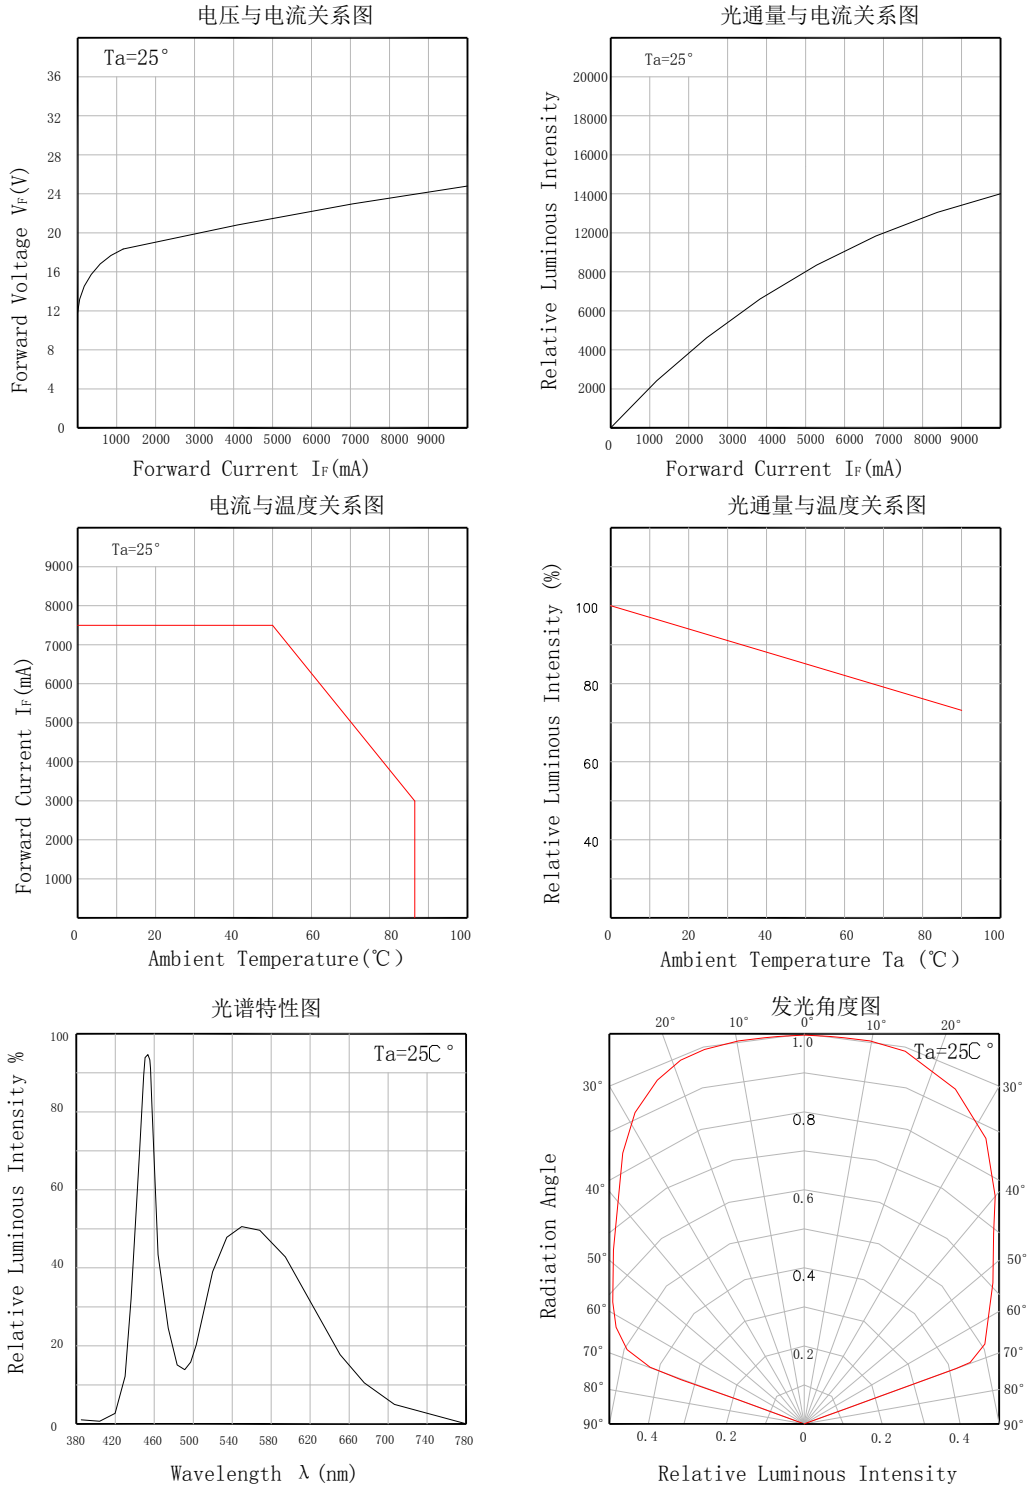 电压与电流关系图
Ta=25°
36
32
28
24
20
16
12
8
4
0
1000 2000 3000 4000 5000 6000 7000 8000 9000
Forward Voltage VF(V)
Forward Current IF(mA)
光通量与电流关系图
Ta=25°
20000
18000
16000
14000
12000
8000
6000
4000
2000
0
1000 2000 3000 4000 5000 6000 7000 8000 9000
Relative Luminous Intensity
Forward Current IF(mA)
电流与温度关系图
Ta=25°
9000
8000
7000
6000
5000
4000
3000
2000
1000
0 20 40 60 80 100
Forward Current IF(mA)
Ambient Temperature(℃)
光通量与温度关系图
100
80
60
40
0 20 40 60 80 100
Relative Luminous Intensity (%)
Ambient Temperature Ta (℃)
光谱特性图
Ta=25C °
100
80
60
40
20
0
380 420 460 500 540 580 620 660 700 740 780
Relative Luminous Intensity %
Wavelength λ (nm)
发光角度图
20° 10° 0° 10° 20°
Ta=25C °
1.0
30° 30°
0.8
40° 0.6 40°
50° 0.4 50°
60° 60°
70° 0.2 70°
80° 80°
90° 90°
0.4 0.2 0 0.2 0.4
Radiation Angle
Relative Luminous Intensity